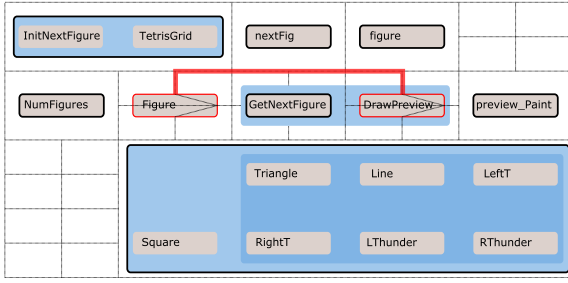 InitNextFigure TetrisGrid nextFig figure
NumFigures Figure GetNextFigure DrawPreview preview_Paint
Triangle Line LeftT
Square RightT LThunder RThunder